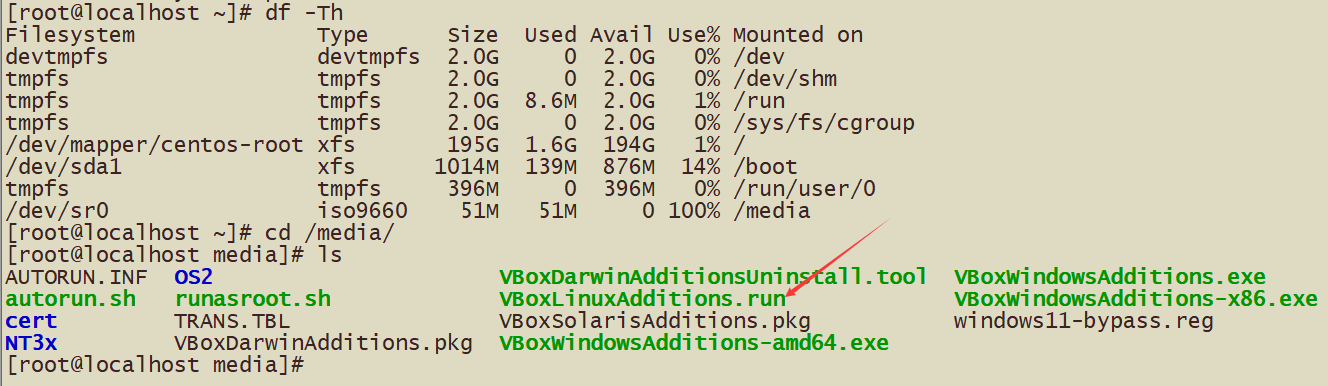 [root@localhost ~]# df -Th
Filesystem              Type      Size  Used Avail Use% Mounted on
devtmpfs                devtmpfs  2.0G     0  2.0G   0% /dev
tmpfs                   tmpfs     2.0G     0  2.0G   0% /dev/shm
tmpfs                   tmpfs     2.0G  8.6M  2.0G   1% /run
tmpfs                   tmpfs     2.0G     0  2.0G   0% /sys/fs/cgroup
/dev/mapper/centos-root xfs       195G  1.6G  194G   1% /
/dev/sda1               xfs      1014M  139M  876M  14% /boot
tmpfs                   tmpfs     396M     0  396M   0% /run/user/0
/dev/sr0                iso9660    51M   51M     0 100% /media
[root@localhost ~]# cd /media/
[root@localhost media]# ls
AUTORUN.INF  OS2                    VBoxDarwinAdditionsUninstall.tool  VBoxWindowsAdditions.exe
autorun.sh   runasroot.sh           VBoxLinuxAdditions.run             VBoxWindowsAdditions-x86.exe
cert         TRANS.TBL              VBoxSolarisAdditions.pkg           windows11-bypass.reg
NT3x         VBoxDarwinAdditions.pkg  VBoxWindowsAdditions-amd64.exe
[root@localhost media]#